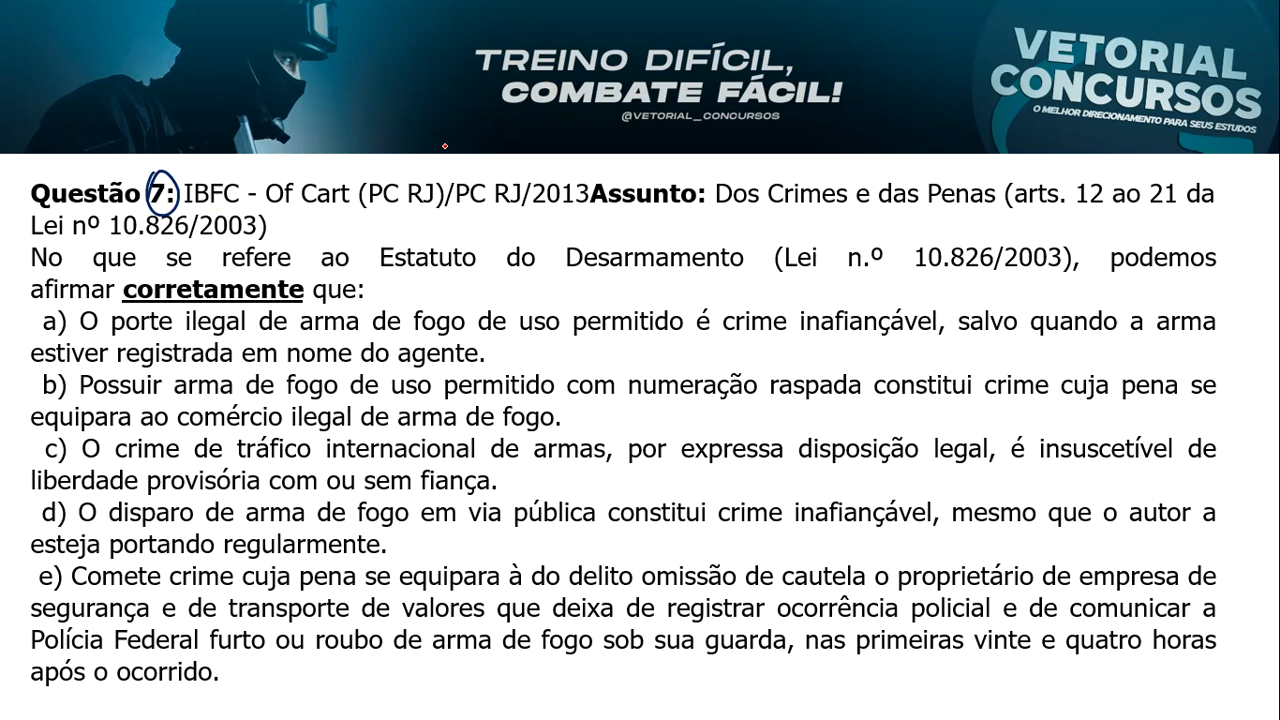 TREINO DIFÍCIL,
COMBATE FÁCIL!
@VETORIAL_CONCURSOS
VETORIAL
CONCURSOS
O MELHOR DIRECIONAMENTO PARA SEUS ESTUDOS
Questão 7: IBFC - Of Cart (PC RJ)/PC RJ/2013Assunto: Dos Crimes e das Penas (arts. 12 ao 21 da
Lei nº 10.826/2003)
No que se refere ao Estatuto do Desarmamento (Lei n.º 10.826/2003), podemos
afirmar corretamente que:
a) O porte ilegal de arma de fogo de uso permitido é crime inafiançável, salvo quando a arma
estiver registrada em nome do agente.
b) Possuir arma de fogo de uso permitido com numeração raspada constitui crime cuja pena se
equipara ao comércio ilegal de arma de fogo.
c) O crime de tráfico internacional de armas, por expressa disposição legal, é insuscetível de
liberdade provisória com ou sem fiança.
d) O disparo de arma de fogo em via pública constitui crime inafiançável, mesmo que o autor a
esteja portando regularmente.
e) Comete crime cuja pena se equipara à do delito omissão de cautela o proprietário de empresa de
segurança e de transporte de valores que deixa de registrar ocorrência policial e de comunicar a
Polícia Federal furto ou roubo de arma de fogo sob sua guarda, nas primeiras vinte e quatro horas
após o ocorrido.